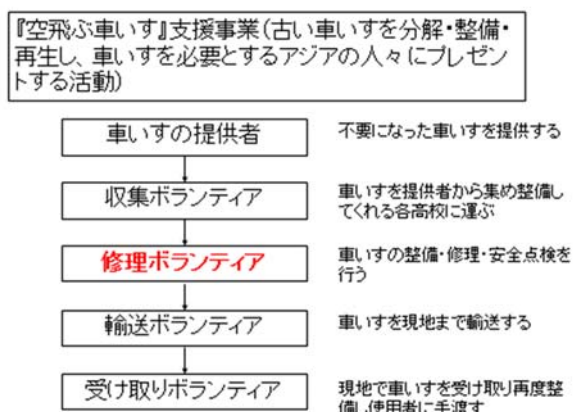 『空飛ぶ車いす』支援事業(古い車いすを分解・整備・
再生し、車いすを必要とするアジアの人々にプレゼン
トする活動)
車いすの提供者
不要になった車いすを提供する
収集ボランティア
車いすを提供者から集め整備し
てくれる各高校に運ぶ
修理ボランティア
車いすの整備・修理・安全点検を
行う
輸送ボランティア
車いすを現地まで輸送する
受け取りボランティア
現地で車いすを受け取り再度整
備し使用者に手渡す